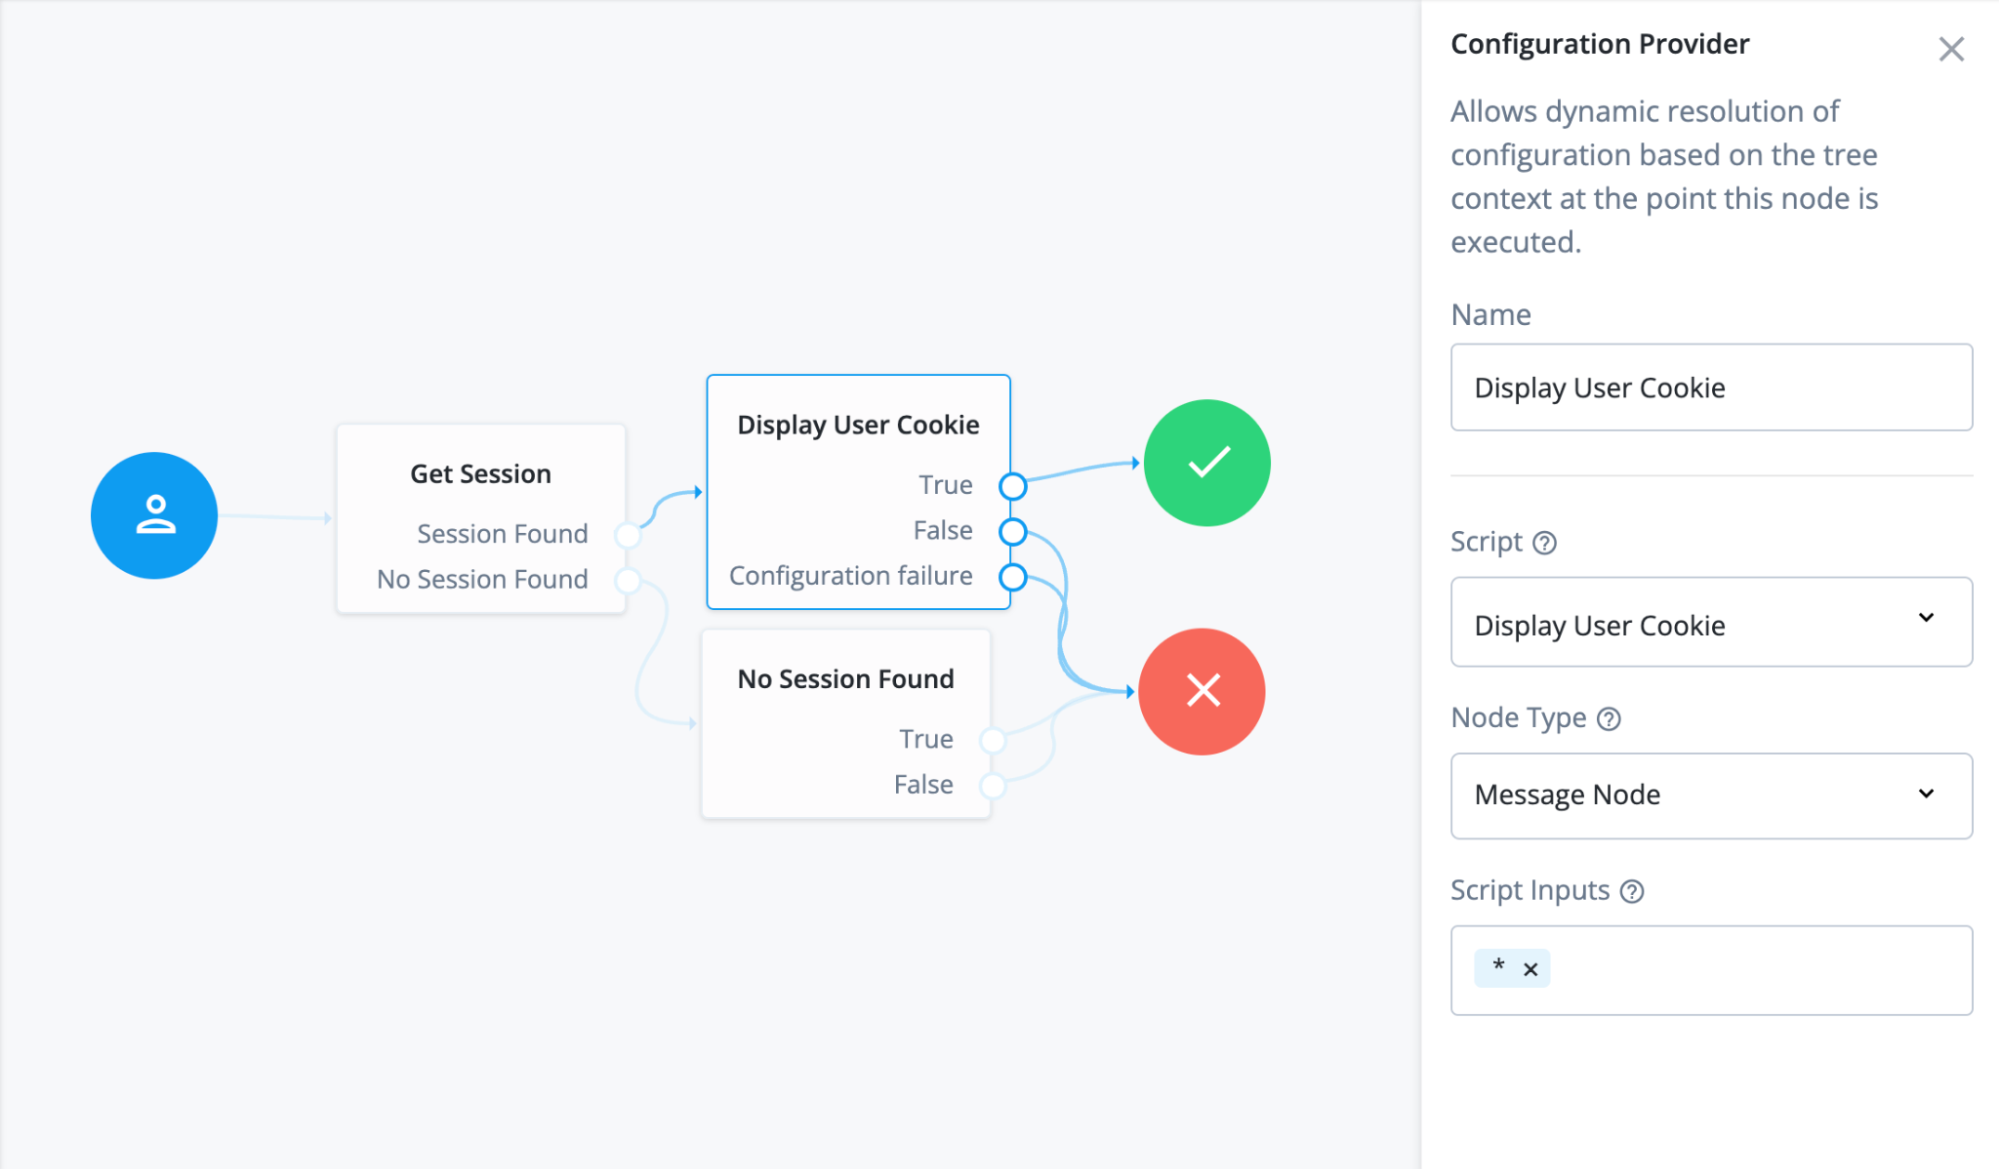 Get Session
Session Found
No Session Found
Display User Cookie
True
False
Configuration failure
No Session Found
True
False
Configuration Provider
Allows dynamic resolution of
configuration based on the tree
context at the point this node is
executed.
Name
Display User Cookie
Script ?
Display User Cookie
Node Type ?
Message Node
Script Inputs ?
* ×